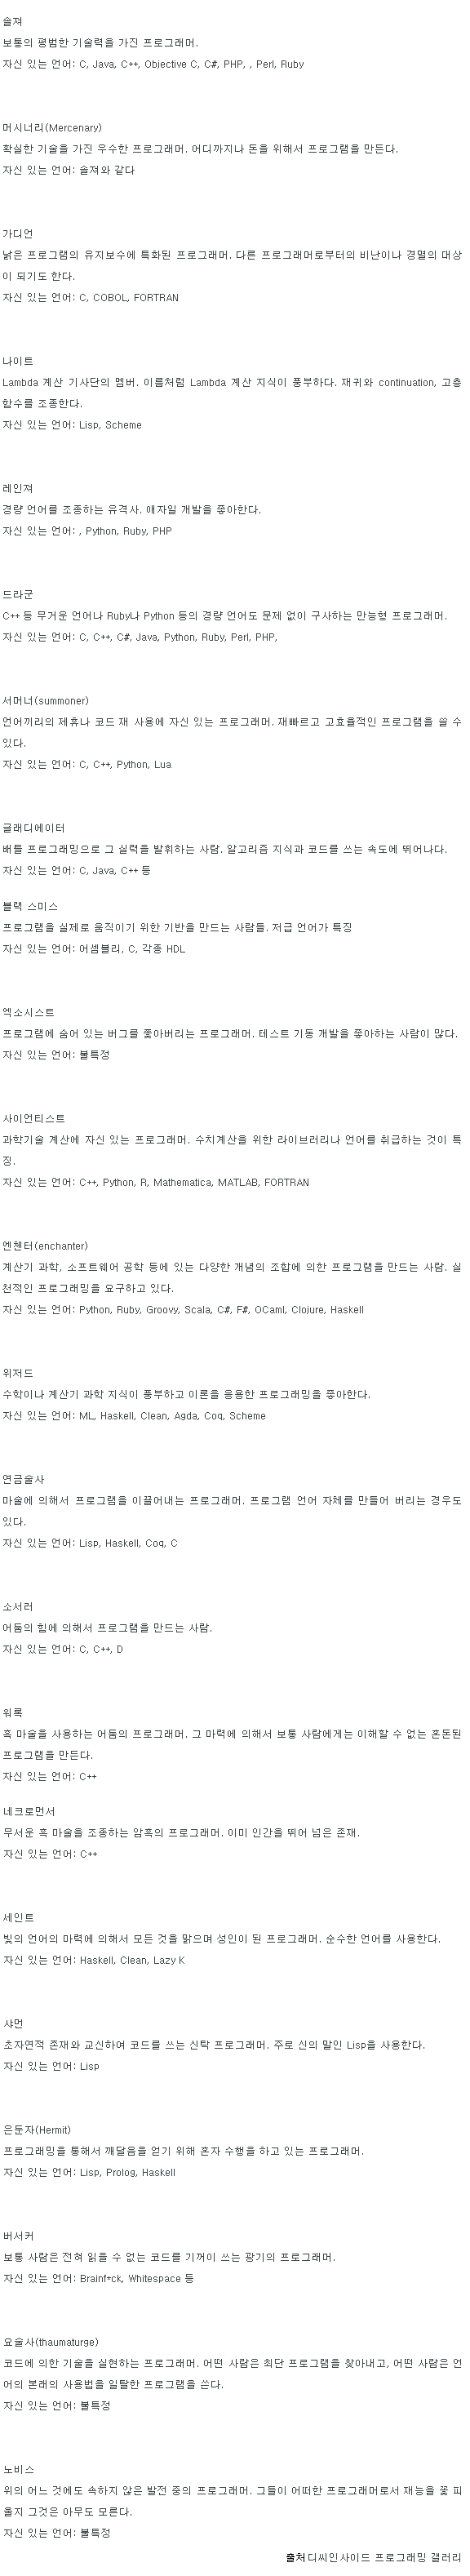 솔져
보통의 평범한 기술력을 가진 프로그래머.
자신 있는 언어: C, Java, C++, Objective C, C#, PHP, , Perl, Ruby
머시너리(Mercenary)
확실한 기술을 가진 우수한 프로그래머. 어디까지나 돈을 위해서 프로그램을 만든다.
자신 있는 언어: 솔져와 같다
가디언
낡은 프로그램의 유지보수에 특화된 프로그래머. 다른 프로그래머로부터의 비난이나 경멸의 대상
이 되기도 한다.
자신 있는 언어: C, COBOL, FORTRAN
나이트
Lambda 계산 기사단의 멤버. 이름처럼 Lambda 계산 지식이 풍부하다. 재귀와 continuation, 고층
함수를 조종한다.
자신 있는 언어: Lisp, Scheme
레인져
경량 언어를 조종하는 유격사. 애자일 개발을 좋아한다.
자신 있는 언어: , Python, Ruby, PHP
드라군
C++ 등 무거운 언어나 Ruby나 Python 등의 경량 언어도 문제 없이 구사하는 만능형 프로그래머.
자신 있는 언어: C, C++, C#, Java, Python, Ruby, Perl, PHP,
서머너(summoner)
언어끼리의 제휴나 코드 재 사용에 자신 있는 프로그래머. 재빠르고 고효율적인 프로그램을 쓸 수
있다.
자신 있는 언어: C, C++, Python, Lua
글래디에이터
배틀 프로그래밍으로 그 실력을 발휘하는 사람. 알고리즘 지식과 코드를 쓰는 속도에 뛰어나다.
자신 있는 언어: C, Java, C++ 등
블랙 스미스
프로그램을 실제로 움직이기 위한 기반을 만드는 사람들. 저급 언어가 특징
자신 있는 언어: 어셈블리, C, 각종 HDL
엑소시스트
프로그램에 숨어 있는 버그를 쫓아버리는 프로그래머. 테스트 기동 개발을 좋아하는 사람이 많다.
자신 있는 언어: 불특정
사이언티스트
과학기술 계산에 자신 있는 프로그래머. 수치계산을 위한 라이브러리나 언어를 취급하는 것이 특
징.
자신 있는 언어: C++, Python, R, Mathematica, MATLAB, FORTRAN
엔첸터(enchanter)
계산기 과학, 소프트웨어 공학 등에 있는 다양한 개념의 조합에 의한 프로그램을 만드는 사람. 실
천적인 프로그래밍을 요구하고 있다.
자신 있는 언어: Python, Ruby, Groovy, Scala, C#, F#, OCaml, Clojure, Haskell
위저드
수학이나 계산기 과학 지식이 풍부하고 이론을 응용한 프로그래밍을 좋아한다.
자신 있는 언어: ML, Haskell, Clean, Agda, Coq, Scheme
연금술사
마술에 의해서 프로그램을 이끌어내는 프로그래머. 프로그램 언어 자체를 만들어 버리는 경우도
있다.
자신 있는 언어: Lisp, Haskell, Coq, C
소서러
어둠의 힘에 의해서 프로그램을 만드는 사람.
자신 있는 언어: C, C++, D
워록
흑 마술을 사용하는 어둠의 프로그래머. 그 마력에 의해서 보통 사람에게는 이해할 수 없는 혼돈된
프로그램을 만든다.
자신 있는 언어: C++
네크로먼서
무서운 흑 마술을 조종하는 암흑의 프로그래머. 이미 인간을 뛰어 넘은 존재.
자신 있는 언어: C++
세인트
빛의 언어의 마력에 의해서 모든 것을 맑으며 성인이 된 프로그래머. 순수한 언어를 사용한다.
자신 있는 언어: Haskell, Clean, Lazy K
샤먼
초자연적 존재와 교신하여 코드를 쓰는 신탁 프로그래머. 주로 신의 말인 Lisp을 사용한다.
자신 있는 언어: Lisp
은둔자(Hermit)
프로그래밍을 통해서 깨달음을 얻기 위해 혼자 수행을 하고 있는 프로그래머.
자신 있는 언어: Lisp, Prolog, Haskell
버서커
보통 사람은 전혀 읽을 수 없는 코드를 기꺼이 쓰는 광기의 프로그래머.
자신 있는 언어: Brainf*ck, Whitespace 등
요술사(thaumaturge)
코드에 의한 기술을 실현하는 프로그래머. 어떤 사람은 최단 프로그램을 찾아내고, 어떤 사람은 언
어의 본래의 사용법을 일탈한 프로그램을 쓴다.
자신 있는 언어: 불특정
노비스
위의 어느 것에도 속하지 않은 발전 중의 프로그래머. 그들이 어떠한 프로그래머로서 재능을 꽃 피
울지 그것은 아무도 모른다.
자신 있는 언어: 불특정
출처 디씨인사이드 프로그래밍 갤러리